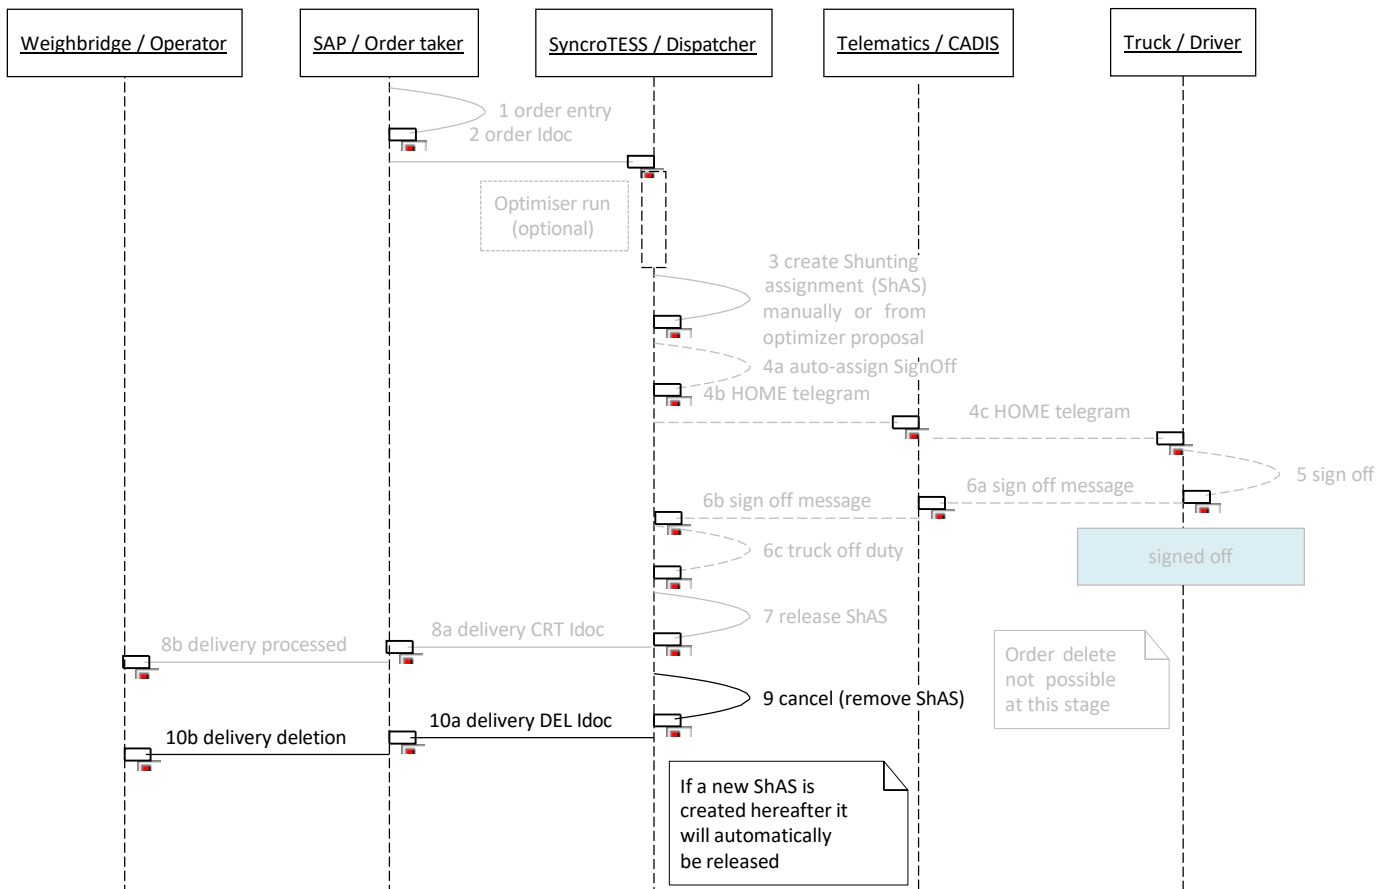 Weighbridge / Operator
SAP / Order taker
SyncroTESS / Dispatcher
Telematics / CADIS
Truck / Driver
1 order entry
2 order Idoc
Optimiser run
(optional)
3 create Shunting
assignment (ShAS)
manually or from
optimizer proposal
4a auto-assign SignOff
4b HOME telegram
4c HOME telegram
5 sign off
6a sign off message
6b sign off message
6c truck off duty
signed off
7 release ShAS
8a delivery CRT Idoc
8b delivery processed
Order delete
not possible
at this stage
9 cancel (remove ShAS)
10a delivery DEL Idoc
10b delivery deletion
If a new ShAS is
created hereafter it
will automatically
be released